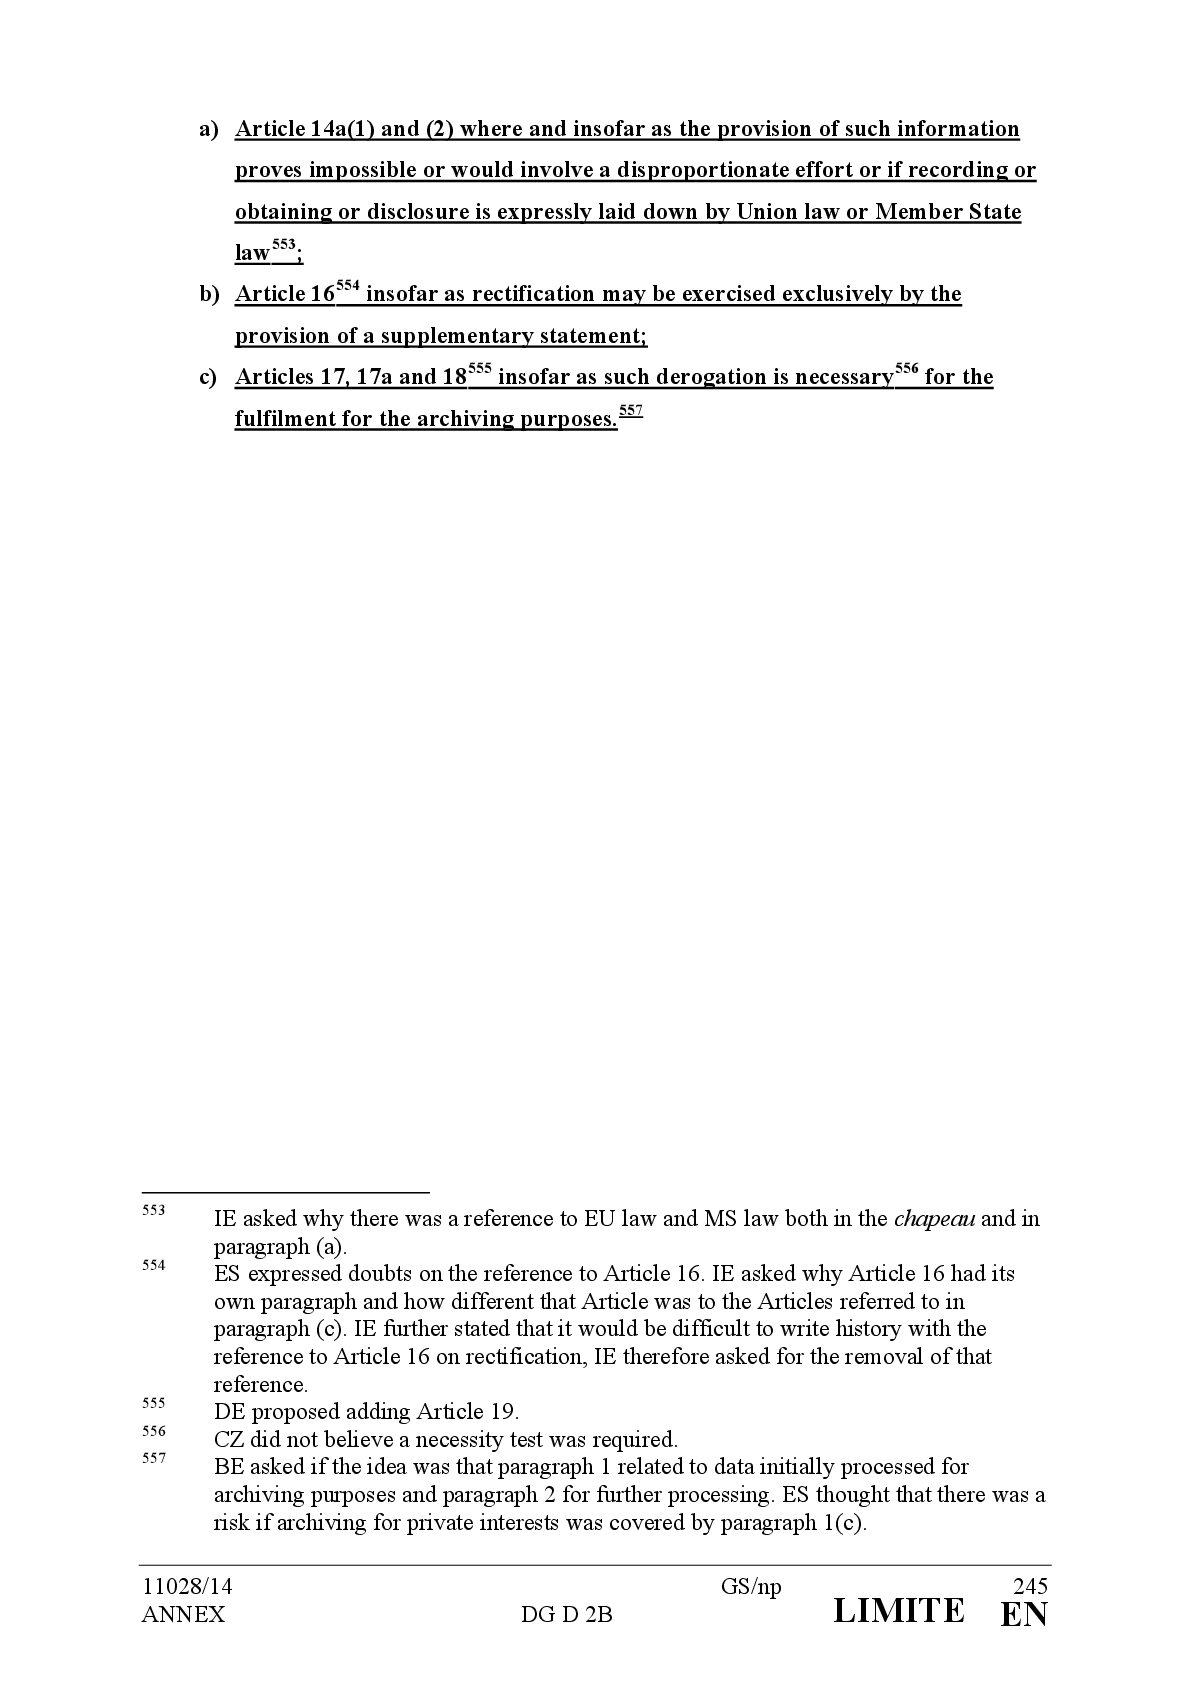 a) Article 14a(1) and (2) where and insofar as the provision of such information
proves impossible or would involve a disproportionate effort or if recording or
obtaining or disclosure is expressly laid down by Union law or Member State
law553;
b) Article 16554 insofar as rectification may be exercised exclusively by the
provision of a supplementary statement;
c) Articles 17, 17a and 18555 insofar as such derogation is necessary556 for the
fulfilment for the archiving purposes.557
553 IE asked why there was a reference to EU law and MS law both in the chapeau and in
paragraph (a).
554 ES expressed doubts on the reference to Article 16. IE asked why Article 16 had its
own paragraph and how different that Article was to the Articles referred to in
paragraph (c). IE further stated that it would be difficult to write history with the
reference to Article 16 on rectification, IE therefore asked for the removal of that
reference.
555 DE proposed adding Article 19.
556 CZ did not believe a necessity test was required.
557 BE asked if the idea was that paragraph 1 related to data initially processed for
archiving purposes and paragraph 2 for further processing. ES thought that there was a
risk if archiving for private interests was covered by paragraph 1(c).
11028/14 GS/np 245
ANNEX DG D 2B LIMITE EN